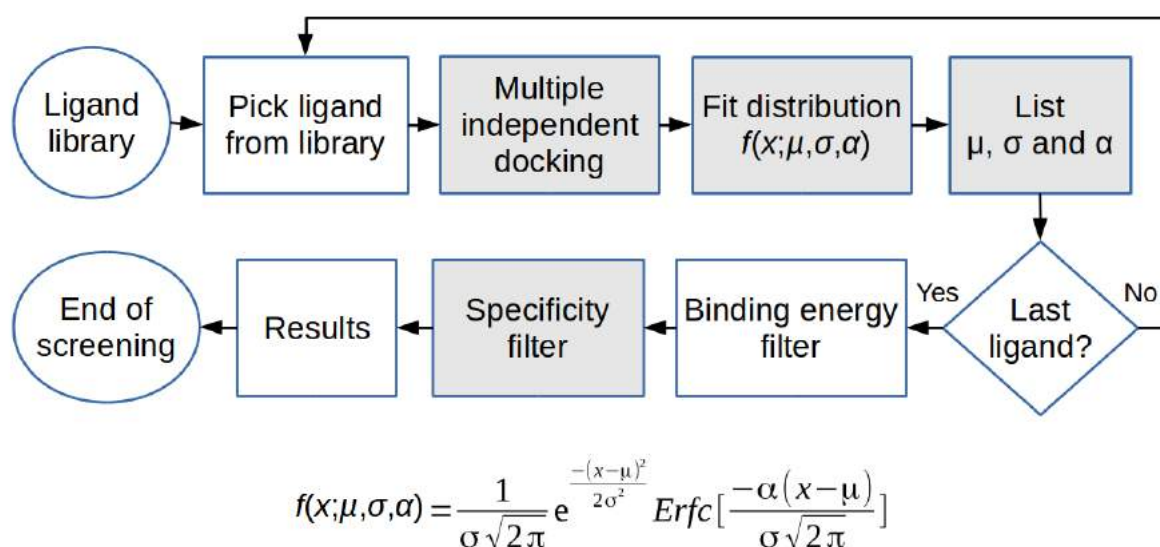 Ligand
library
Pick ligand
from library
Multiple
independent
docking
Fit distribution
f(x;μ,σ,α)
List
μ, σ and α
Last
ligand?
Yes
No
Binding energy
filter
Specificity
filter
Results
End of
screening
f(x;μ,σ,α) = 1/(σ√(2π)) e^(−(x−μ)²/(2σ²)) Erfc[−α(x−μ)/(σ√(2π))]